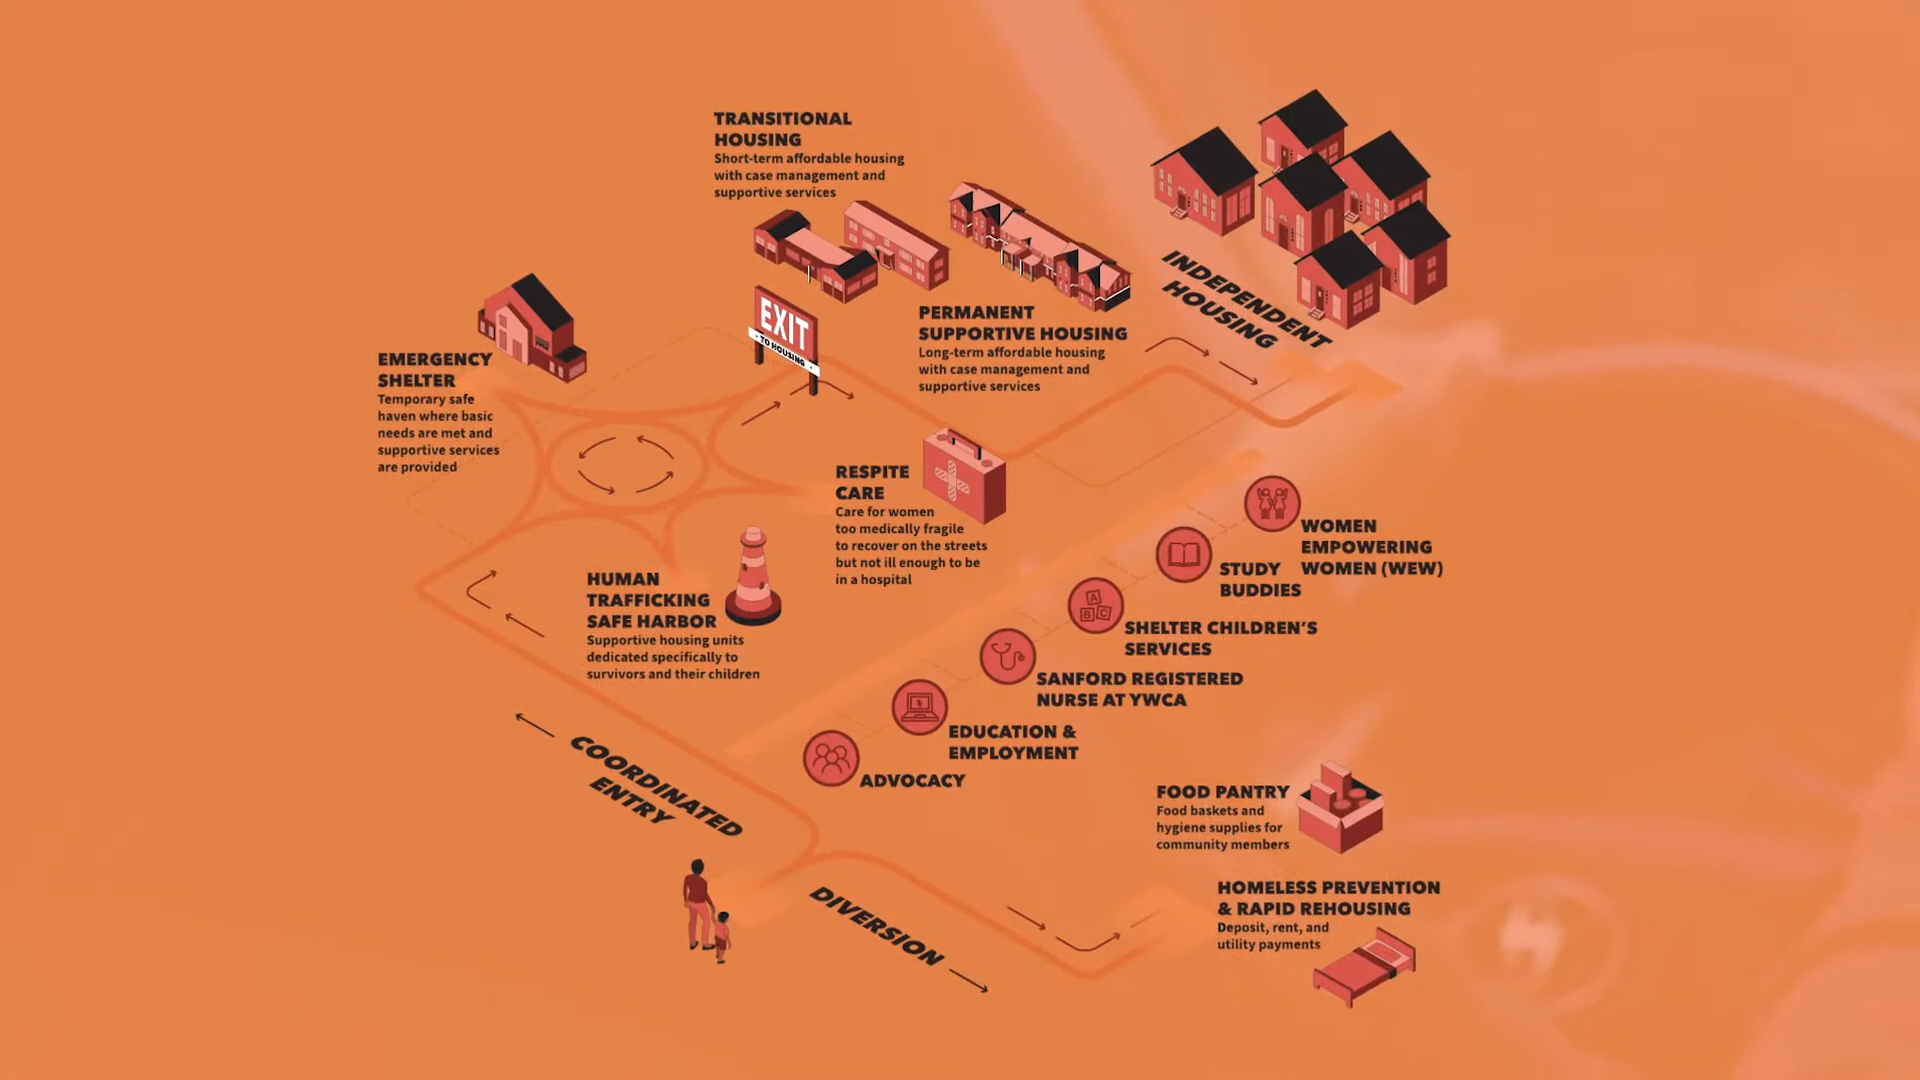 TRANSITIONAL
HOUSING
Short-term affordable housing
with case management and
supportive services
INDEPENDENT
HOUSING
EXIT
• TO HOUSING •
PERMANENT
SUPPORTIVE HOUSING
Long-term affordable housing
with case management and
supportive services
EMERGENCY
SHELTER
Temporary safe
haven where basic
needs are met and
supportive services
are provided
RESPITE
CARE
Care for women
too medically fragile
to recover on the streets
but not ill enough to be
in a hospital
HUMAN
TRAFFICKING
SAFE HARBOR
Supportive housing units
dedicated specifically to
survivors and their children
WOMEN
EMPOWERING
WOMEN (WEW)
STUDY
BUDDIES
A
B C
SHELTER CHILDREN'S
SERVICES
SANFORD REGISTERED
NURSE AT YWCA
EDUCATION &
EMPLOYMENT
ADVOCACY
COORDINATED
ENTRY
DIVERSION
FOOD PANTRY
Food baskets and
hygiene supplies for
community members
HOMELESS PREVENTION
& RAPID REHOUSING
Deposit, rent, and
utility payments